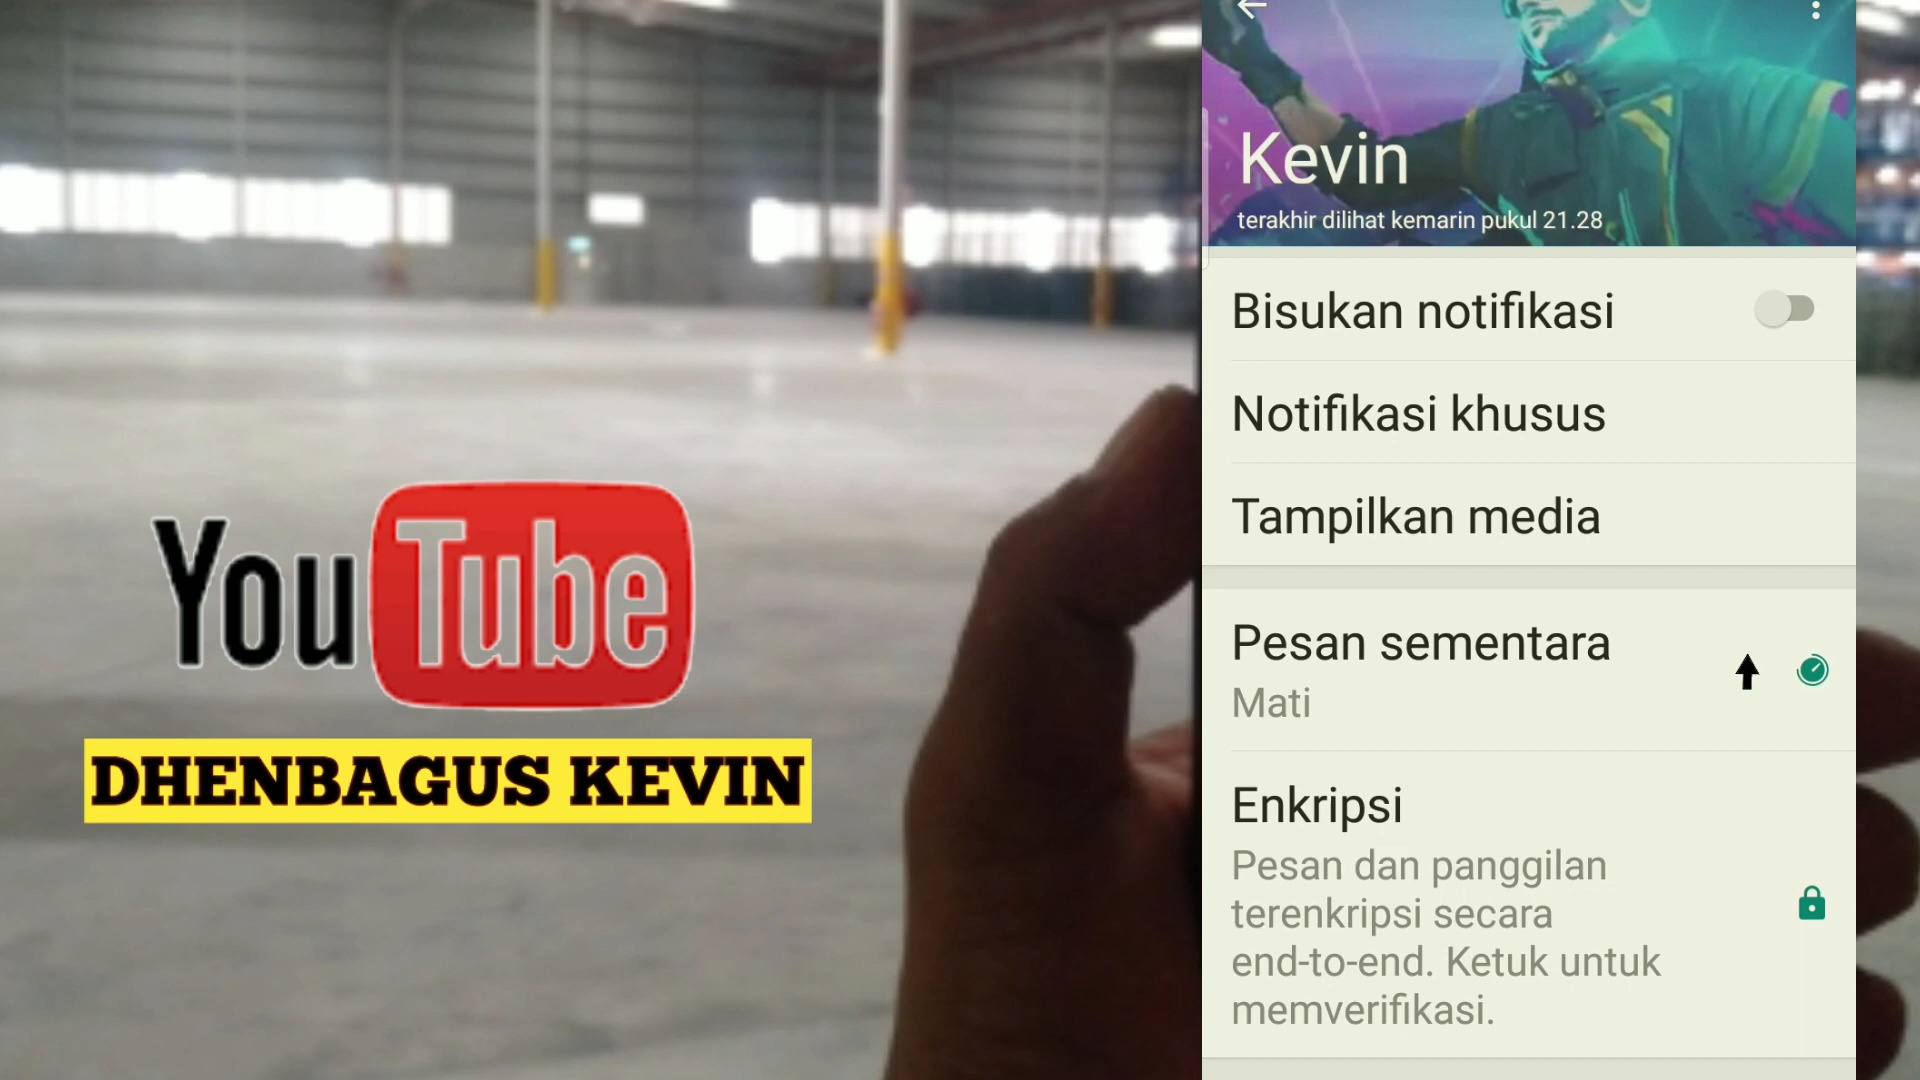 YouTube
DHENBAGUS KEVIN
Kevin
terakhir dilihat kemarin pukul 21.28
Bisukan notifikasi
Notifikasi khusus
Tampilkan media
Pesan sementara
Mati
Enkripsi
Pesan dan panggilan
terenkripsi secara
end-to-end. Ketuk untuk
memverifikasi.